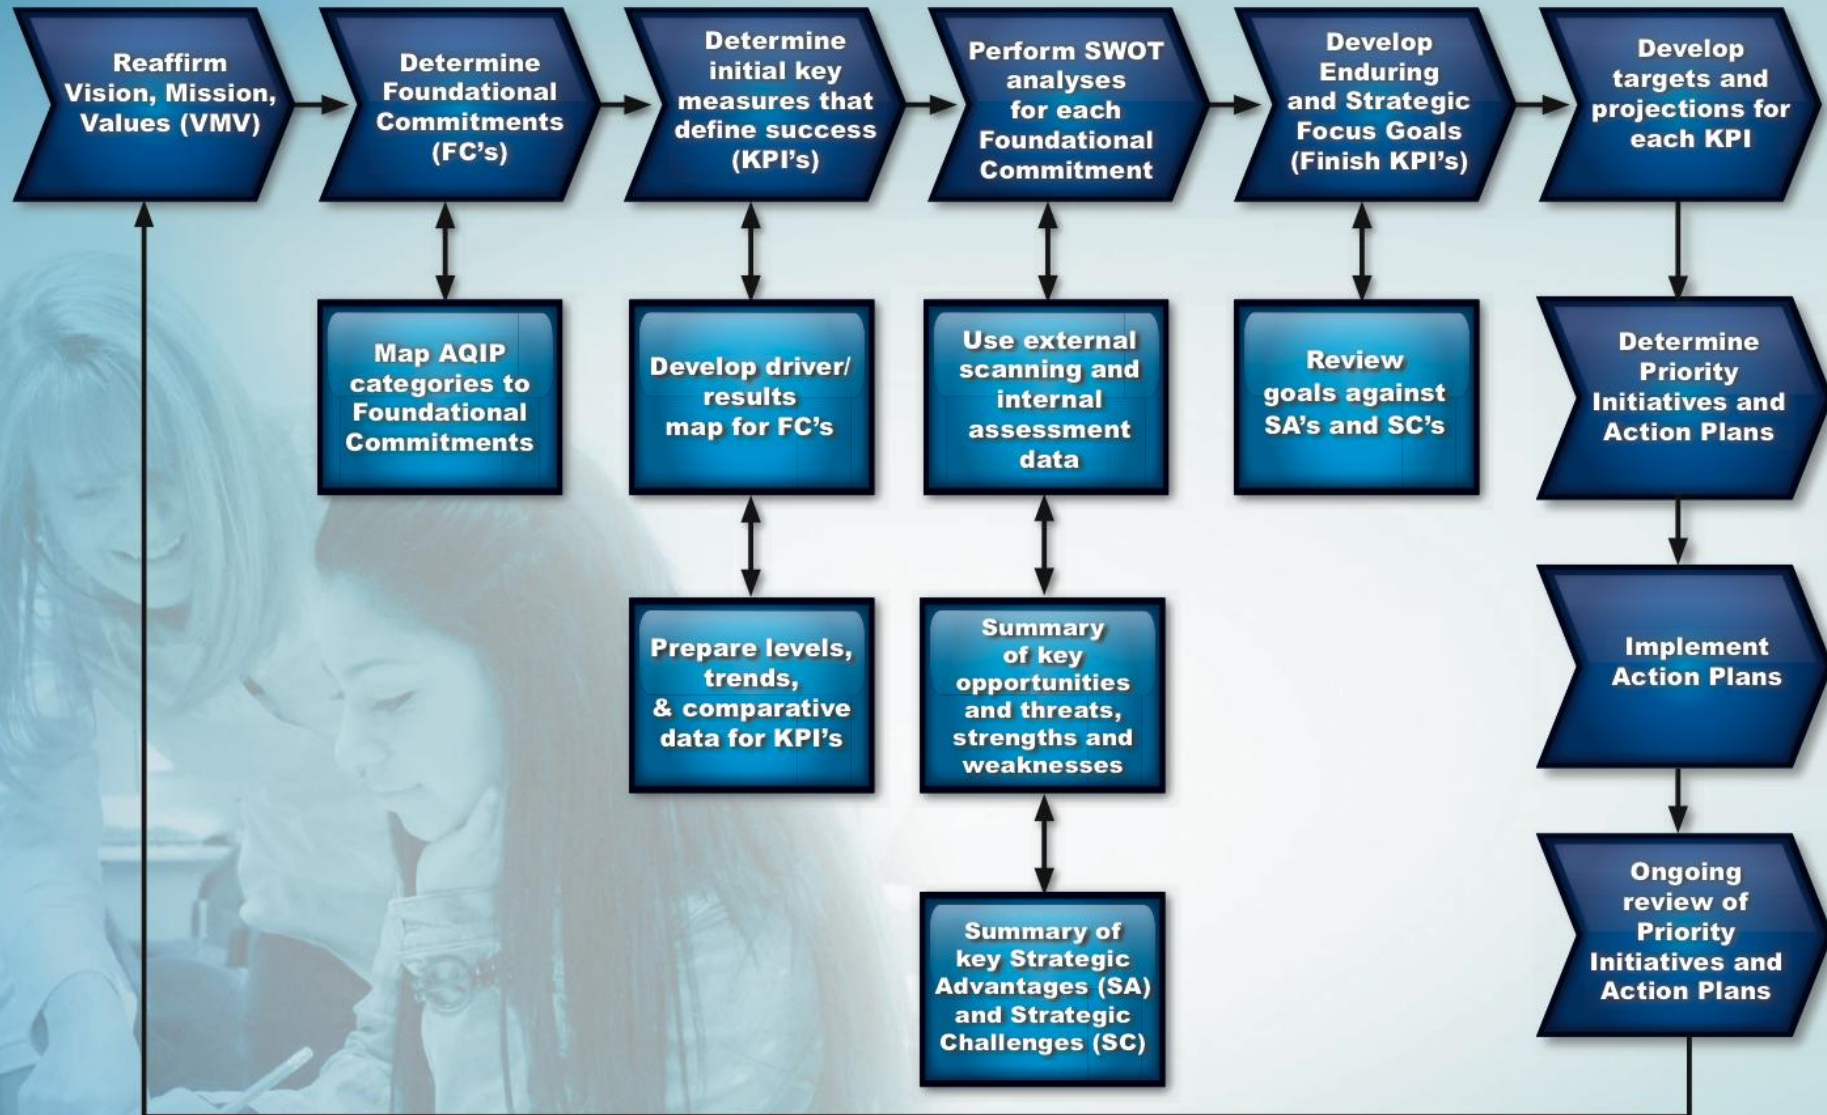 Reaffirm
Vision, Mission,
Values (VMV)
Determine
Foundational
Commitments
(FC's)
Determine
initial key
measures that
define success
(KPI's)
Perform SWOT
analyses
for each
Foundational
Commitment
Develop
Enduring
and Strategic
Focus Goals
(Finish KPI's)
Develop
targets and
projections for
each KPI
Map AQIP
categories to
Foundational
Commitments
Develop driver/
results
map for FC's
Use external
scanning and
internal
assessment
data
Review
goals against
SA's and SC's
Determine
Priority
Initiatives and
Action Plans
Prepare levels,
trends,
& comparative
data for KPI's
Summary
of key
opportunities
and threats,
strengths and
weaknesses
Implement
Action Plans
Summary of
key Strategic
Advantages (SA)
and Strategic
Challenges (SC)
Ongoing
review of
Priority
Initiatives and
Action Plans